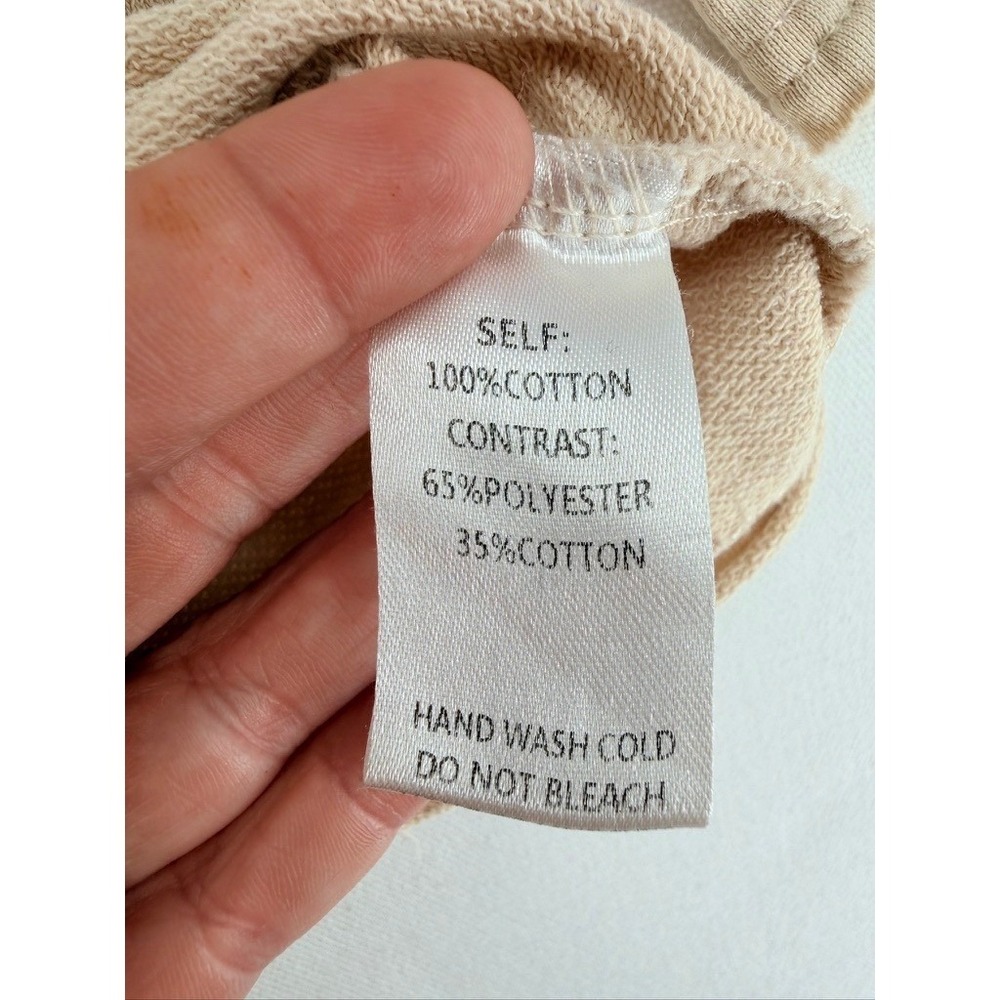 SELF:
100%COTTON
CONTRAST:
65%POLYESTER
35%COTTON
HAND WASH COLD
DO NOT BLEACH